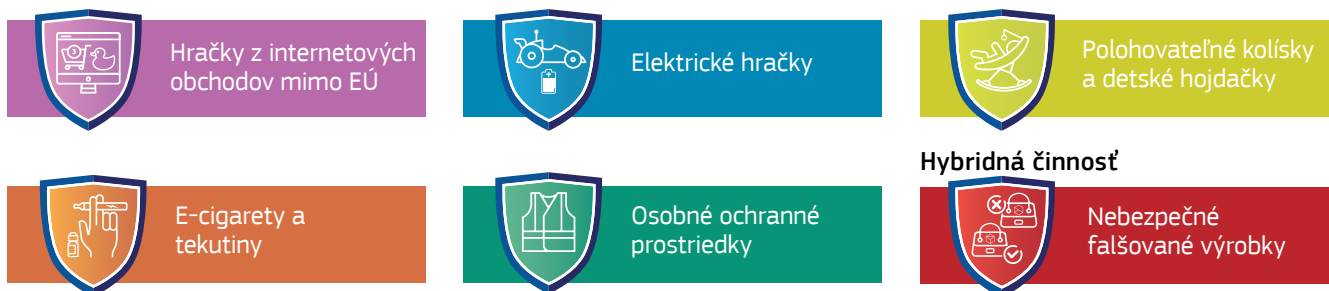 Hračky z internetových
obchodov mimo EÚ
Elektrické hračky
Polohovateľné kolísky
a detské hojdačky
E-cigarety a
tekutiny
Osobné ochranné
prostriedky
Hybridná činnosť
Nebezpečné
falšované výrobky